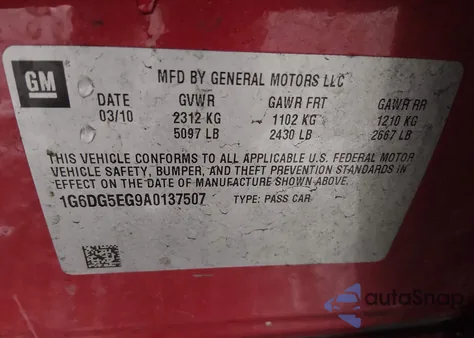 GM
MFD BY GENERAL MOTORS LLC
DATE GVWR GAWR FRT GAWR RR
03/10 2312 KG 1102 KG 1210 KG
5097 LB 2430 LB 2667 LB
THIS VEHICLE CONFORMS TO ALL APPLICABLE U.S. FEDERAL MOTOR
VEHICLE SAFETY, BUMPER, AND THEFT PREVENTION STANDARDS IN
EFFECT ON THE DATE OF MANUFACTURE SHOWN ABOVE.
1G6DG5EG9A0137507 TYPE: PASS CAR
autoSnap